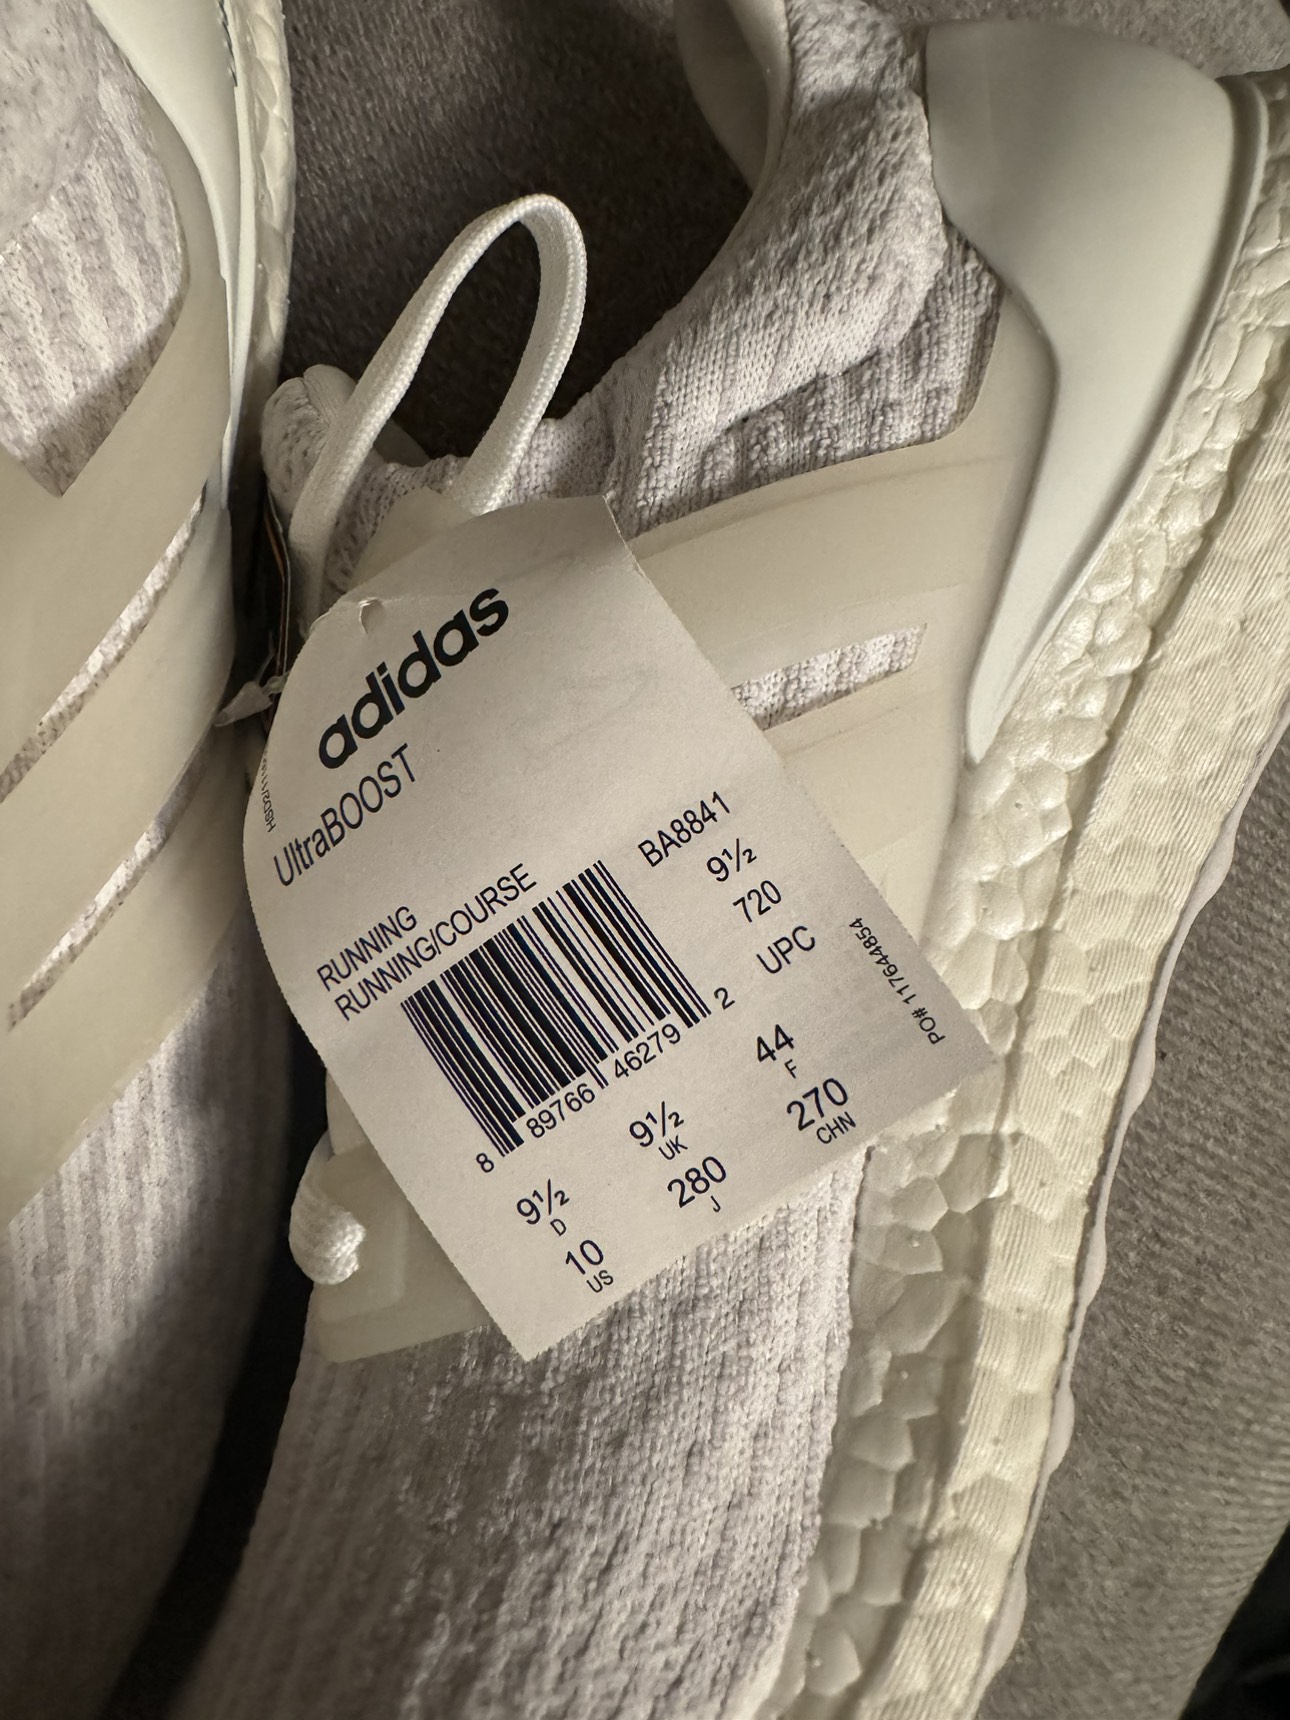 adidas
UltraBOOST
RUNNING
RUNNING/COURSE
BA8841
9½
720
UPC
8 89766 46279 2
9½ D
9½ UK
44 F
10 US
280 J
270 CHN
PO# 117644854